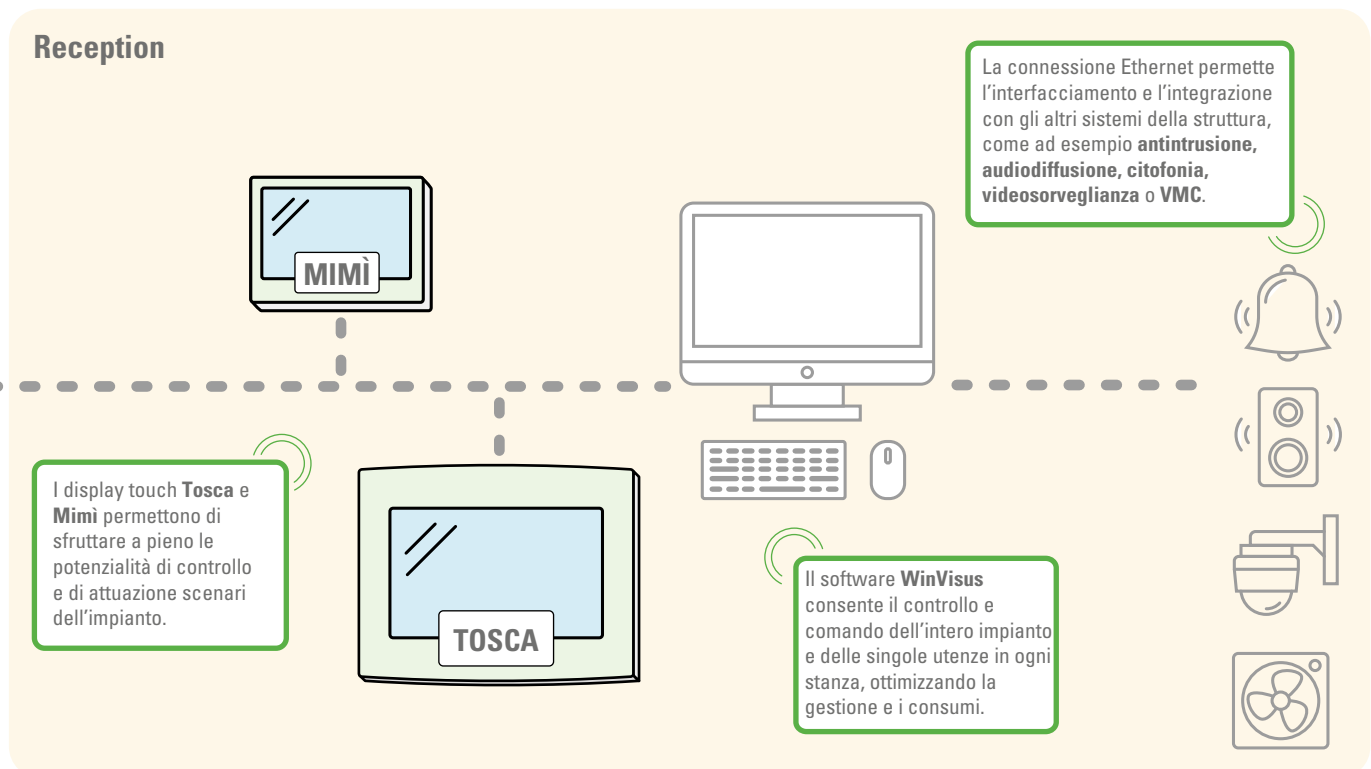 Reception
La connessione Ethernet permette
l'interfacciamento e l'integrazione
con gli altri sistemi della struttura,
come ad esempio antintrusione,
audiodiffusione, citofonia,
videosorveglianza o VMC.
MIMÌ
I display touch Tosca e
Mimì permettono di
sfruttare a pieno le
potenzialità di controllo
e di attuazione scenari
dell'impianto.
TOSCA
Il software WinVisus
consente il controllo e
comando dell'intero impianto
e delle singole utenze in ogni
stanza, ottimizzando la
gestione e i consumi.